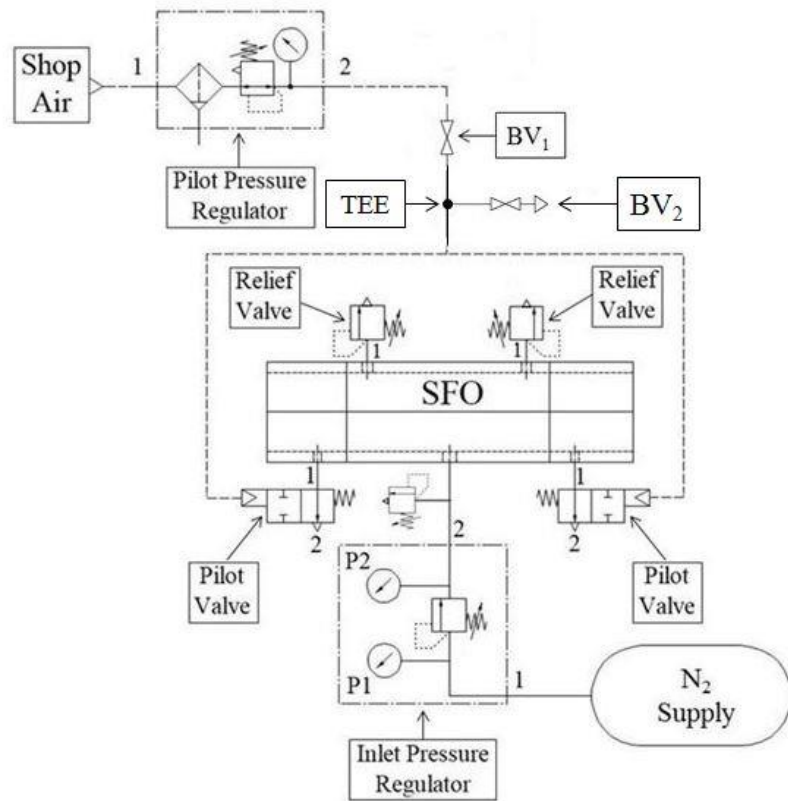 Shop
Air
1
2
Pilot Pressure
Regulator
BV₁
TEE
BV₂
Relief
Valve
Relief
Valve
1
1
SFO
1
1
2
2
2
Pilot
Valve
Pilot
Valve
P2
P1
1
N₂
Supply
Inlet Pressure
Regulator